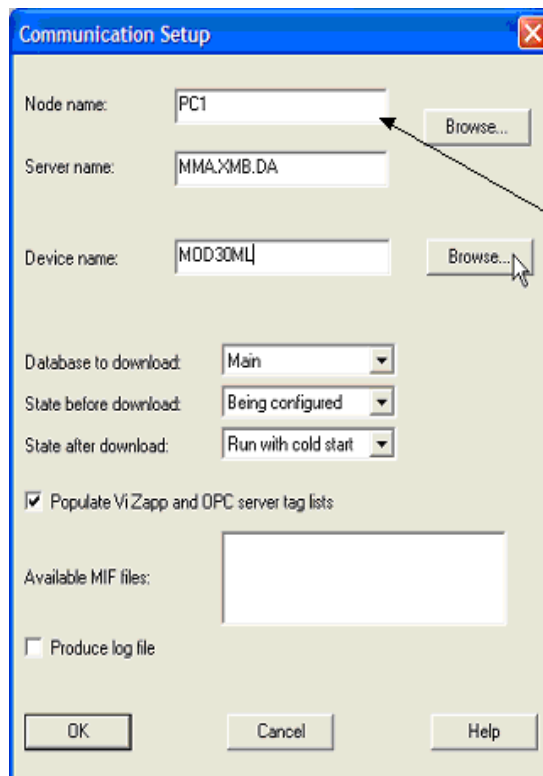 Communication Setup
Node name: PC1
Browse...
Server name: MMA.XMB.DA
Device name: MOD30ML Browse...
Database to download: Main
State before download: Being configured
State after download: Run with cold start
Populate ViZapp and OPC server tag lists
Available MIF files:
Produce log file
OK Cancel Help